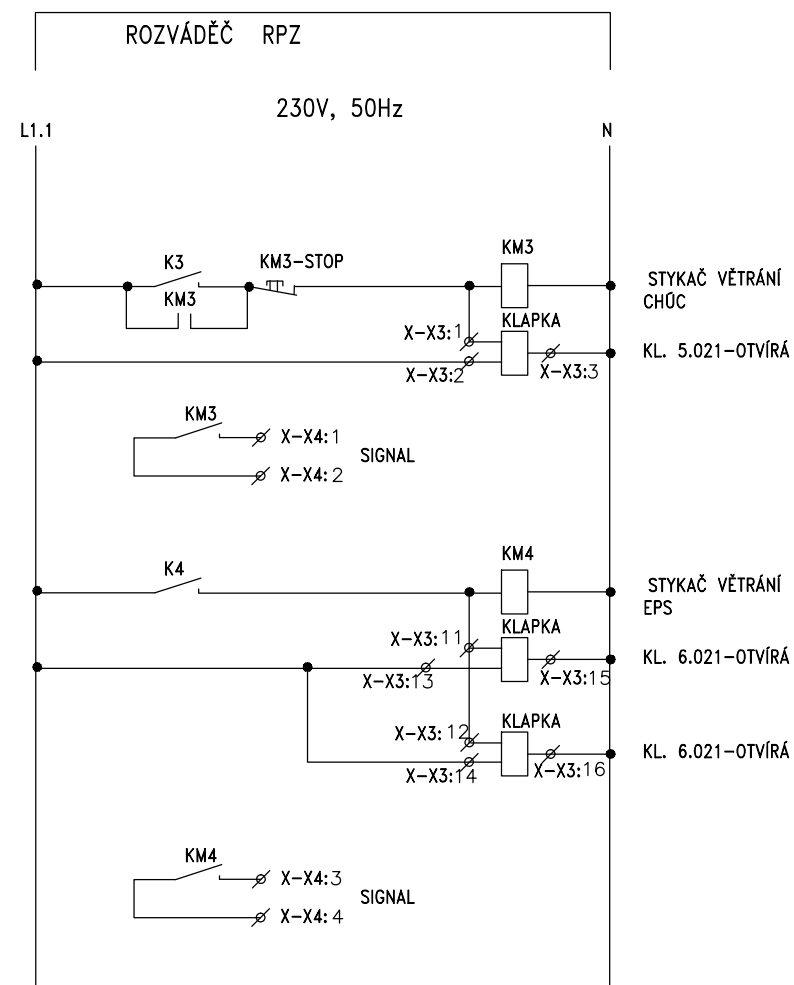 ROZVÁDĚČ RPZ
230V, 50Hz
L1.1
N
K3
KM3-STOP
KM3
KM3
STYKAČ VĚTRÁNÍ
CHÚC
X-X3:1
KLAPKA
KL. 5.021-OTVÍRÁ
X-X3:2
X-X3:3
KM3
X-X4:1
SIGNAL
X-X4:2
K4
KM4
STYKAČ VĚTRÁNÍ
EPS
X-X3:11
KLAPKA
KL. 6.021-OTVÍRÁ
X-X3:13
X-X3:15
X-X3:12
KLAPKA
KL. 6.021-OTVÍRÁ
X-X3:14
X-X3:16
KM4
X-X4:3
SIGNAL
X-X4:4